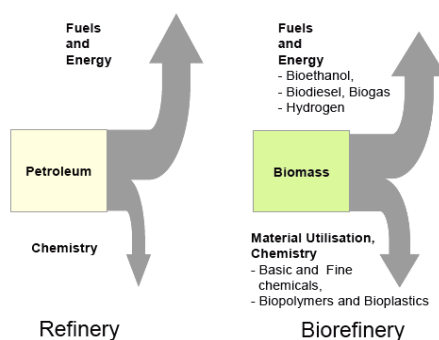 Fuels
and
Energy
Petroleum
Chemistry
Refinery
Fuels
and
Energy
- Bioethanol,
- Biodiesel, Biogas
- Hydrogen
Biomass
Material Utilisation,
Chemistry
- Basic and Fine
chemicals,
- Biopolymers and Bioplastics
Biorefinery